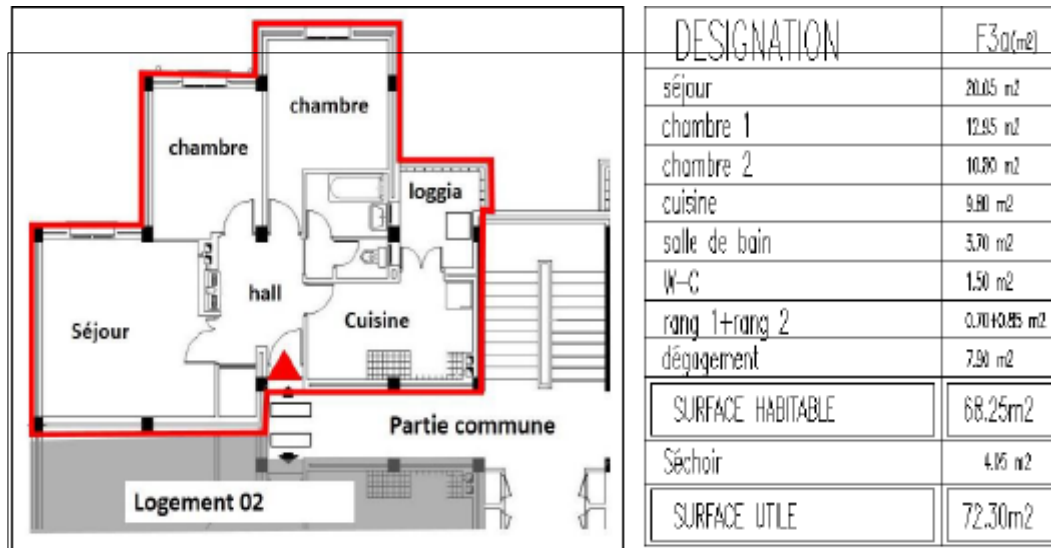 chambre
chambre
loggia
hall
Séjour
Cuisine
Partie commune
Logement 02
DESIGNATION F3a(m2)
séjour 20.05 m2
chambre 1 12.95 m2
chambre 2 10.80 m2
cuisine 9.80 m2
salle de bain 3.70 m2
W-C 1.50 m2
rang 1+rang 2 0.70+0.85 m2
dégagement 7.90 m2
SURFACE HABITABLE 68.25m2
Séchoir 4.05 m2
SURFACE UTILE 72.30m2